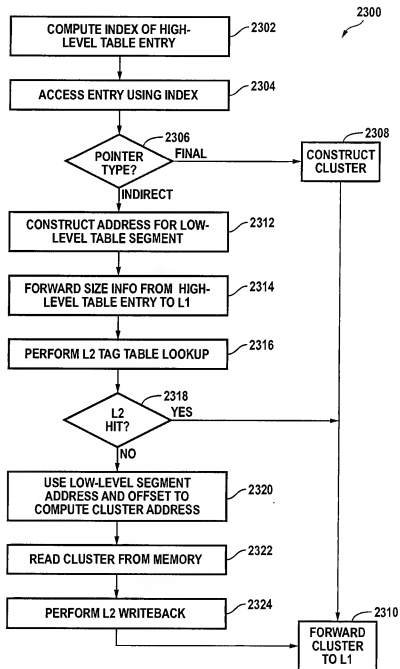 2300
COMPUTE INDEX OF HIGH-
LEVEL TABLE ENTRY
2302
ACCESS ENTRY USING INDEX
2304
2306
POINTER
TYPE?
FINAL
INDIRECT
2308
CONSTRUCT
CLUSTER
CONSTRUCT ADDRESS FOR LOW-
LEVEL TABLE SEGMENT
2312
FORWARD SIZE INFO FROM HIGH-
LEVEL TABLE ENTRY TO L1
2314
PERFORM L2 TAG TABLE LOOKUP
2316
2318
L2
HIT?
YES
NO
USE LOW-LEVEL SEGMENT
ADDRESS AND OFFSET TO
COMPUTE CLUSTER ADDRESS
2320
READ CLUSTER FROM MEMORY
2322
PERFORM L2 WRITEBACK
2324
2310
FORWARD
CLUSTER
TO L1